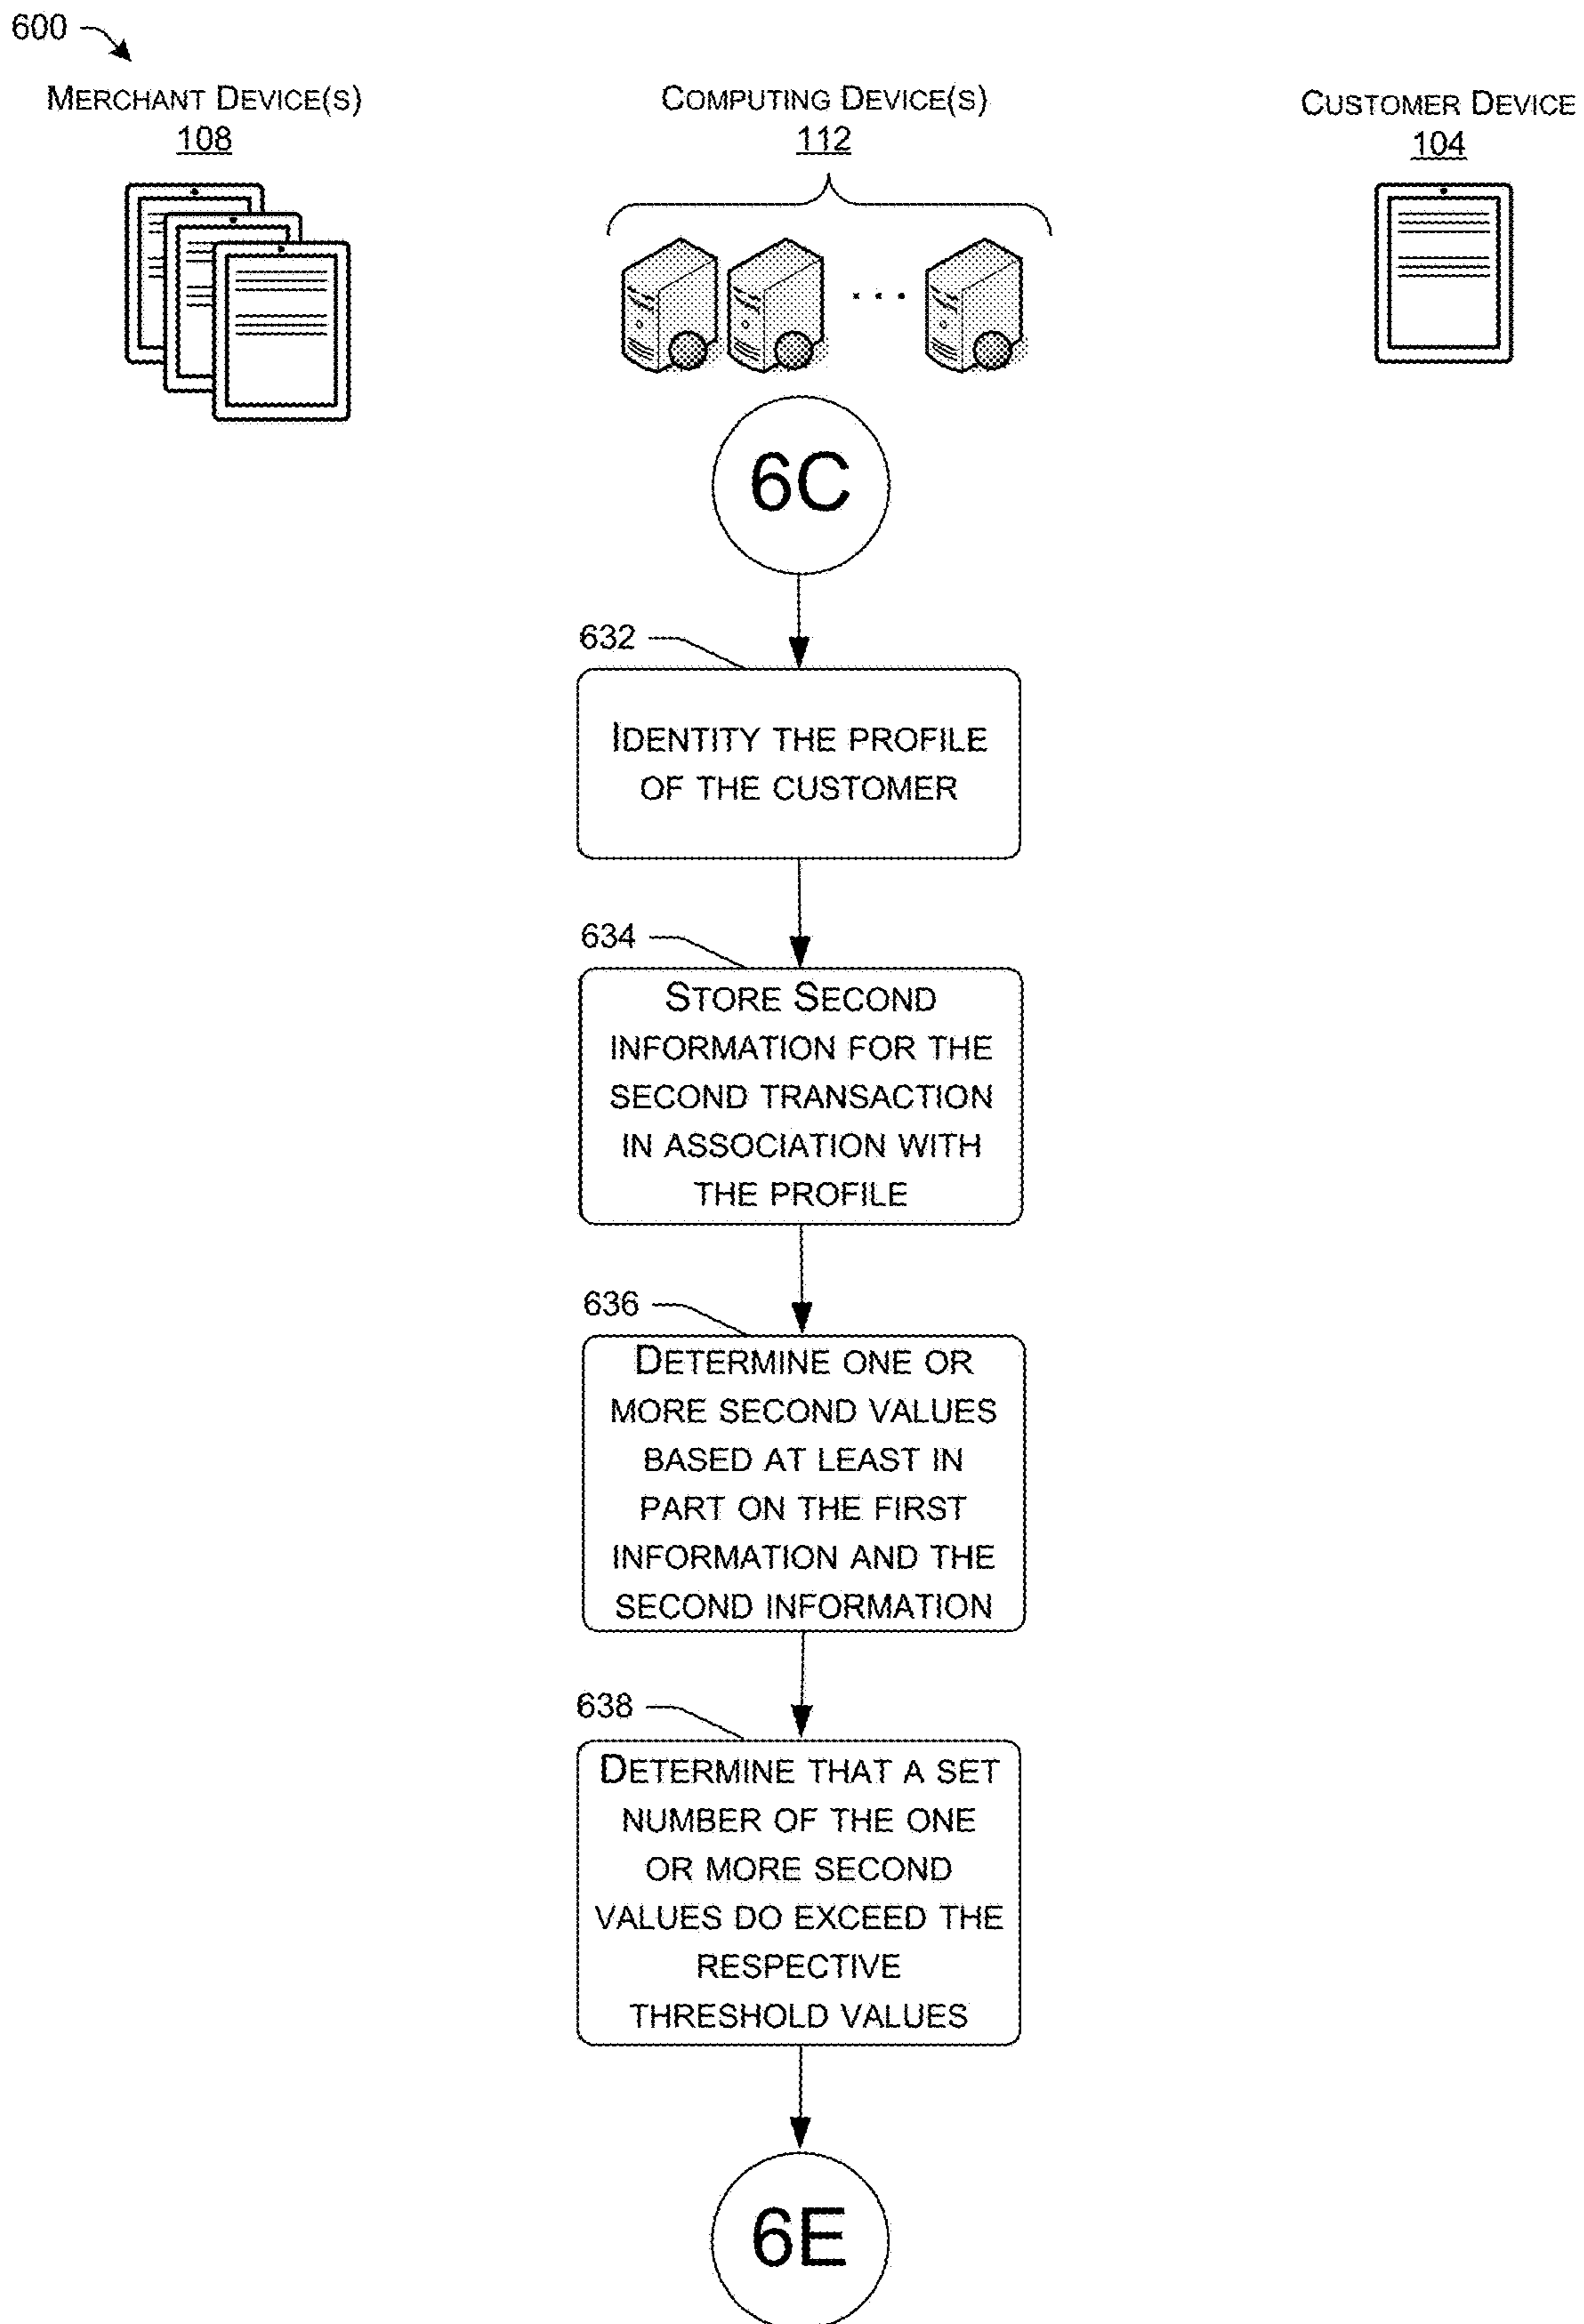 600
MERCHANT DEVICE(S)
108
COMPUTING DEVICE(S)
112
CUSTOMER DEVICE
104
6C
632
IDENTITY THE PROFILE
OF THE CUSTOMER
634
STORE SECOND
INFORMATION FOR THE
SECOND TRANSACTION
IN ASSOCIATION WITH
THE PROFILE
636
DETERMINE ONE OR
MORE SECOND VALUES
BASED AT LEAST IN
PART ON THE FIRST
INFORMATION AND THE
SECOND INFORMATION
638
DETERMINE THAT A SET
NUMBER OF THE ONE
OR MORE SECOND
VALUES DO EXCEED THE
RESPECTIVE
THRESHOLD VALUES
6E